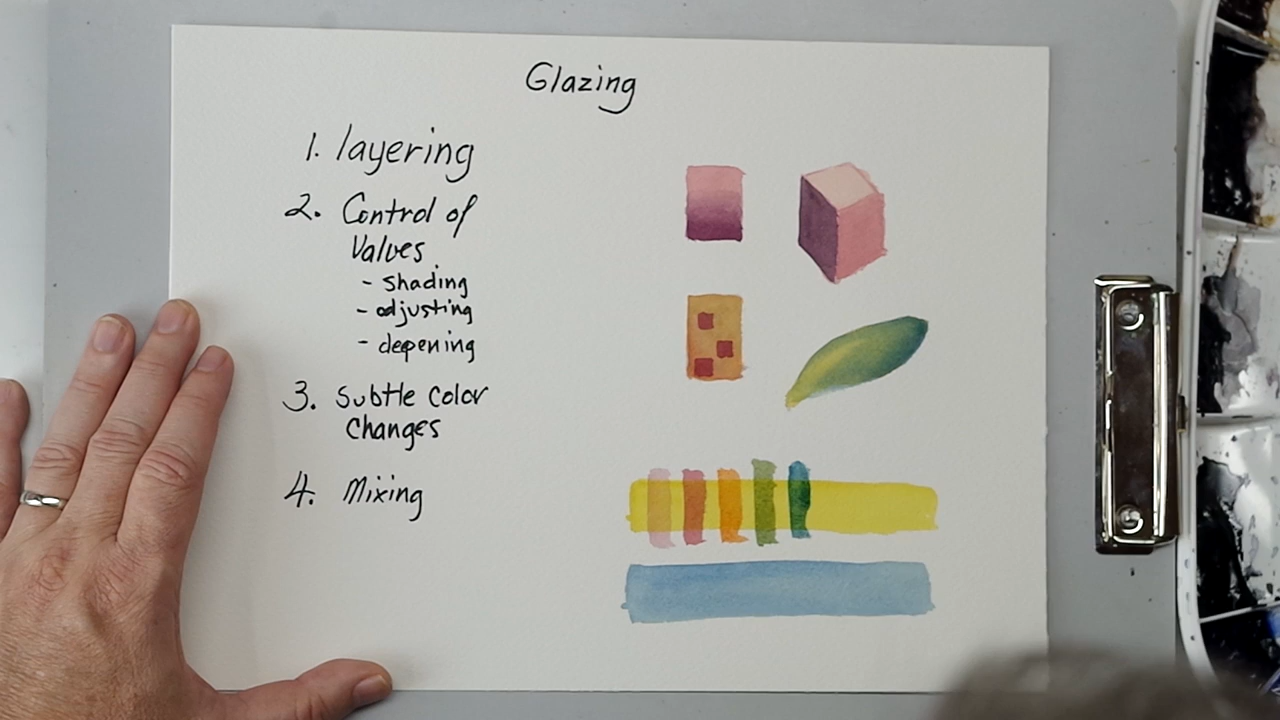 Glazing
1. layering
2. Control of
Values
- shading
- adjusting
- deepening
3. Subtle Color
Changes
4. Mixing